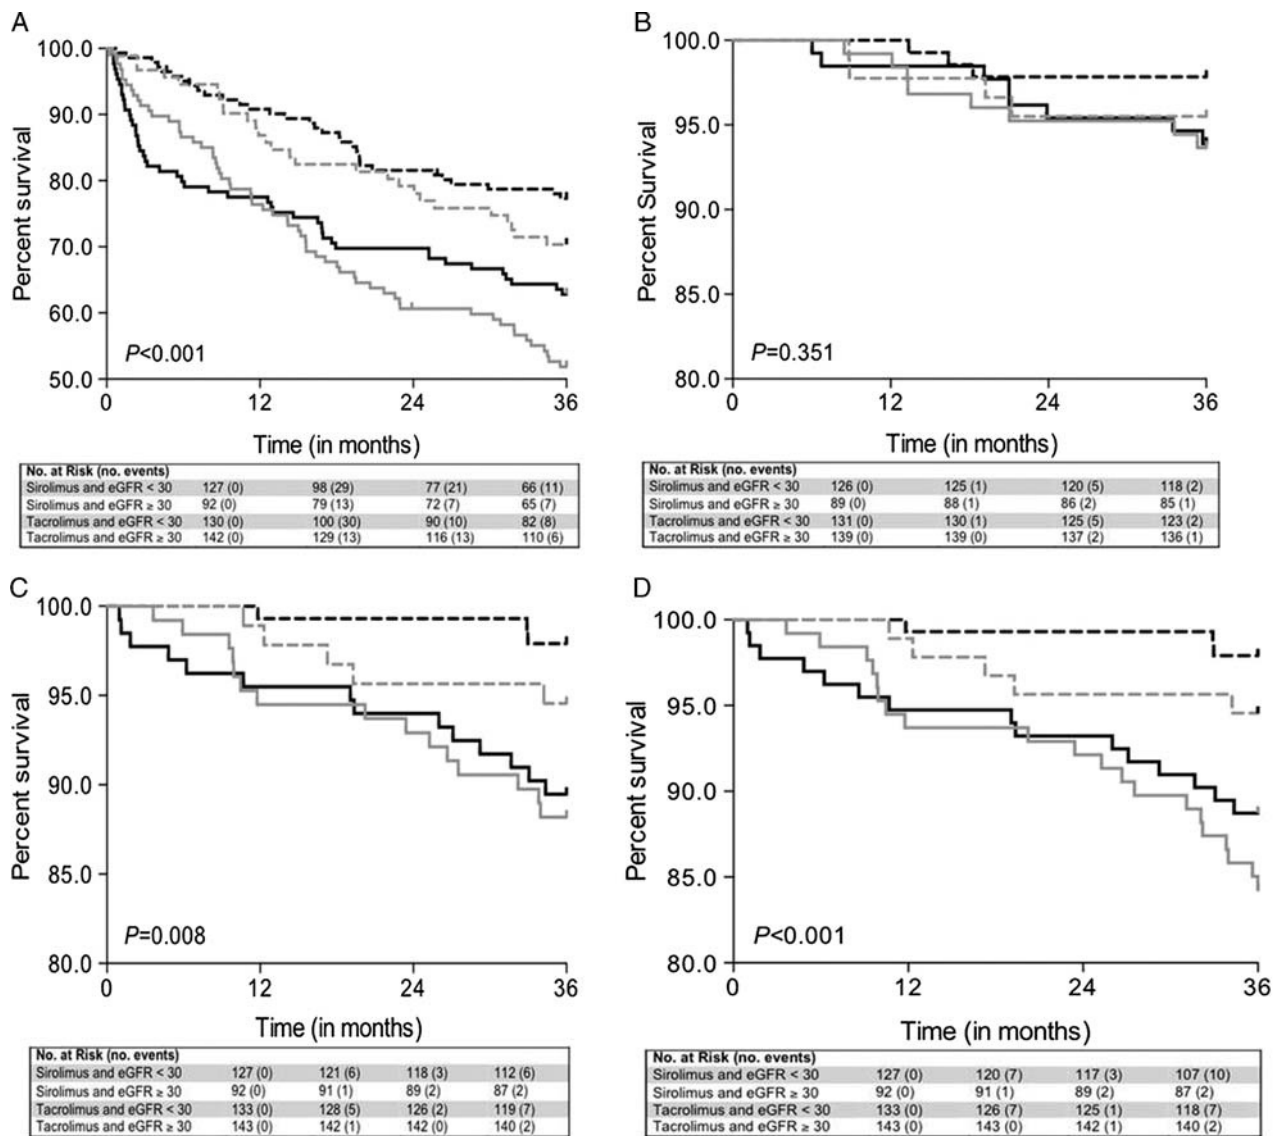 A
100.0
90.0
80.0
70.0
60.0
50.0
Percent survival
P<0.001
0 12 24 36
Time (in months)
No. at Risk (no. events)
Sirolimus and eGFR < 30 127 (0) 98 (29) 77 (21) 66 (11)
Sirolimus and eGFR ≥ 30 92 (0) 79 (13) 72 (7) 65 (7)
Tacrolimus and eGFR < 30 130 (0) 100 (30) 90 (10) 82 (8)
Tacrolimus and eGFR ≥ 30 142 (0) 129 (13) 116 (13) 110 (6)
B
100.0
95.0
90.0
85.0
80.0
Percent Survival
P=0.351
0 12 24 36
Time (in months)
No. at Risk (no. events)
Sirolimus and eGFR < 30 126 (0) 125 (1) 120 (5) 118 (2)
Sirolimus and eGFR ≥ 30 89 (0) 88 (1) 86 (2) 85 (1)
Tacrolimus and eGFR < 30 131 (0) 130 (1) 125 (5) 123 (2)
Tacrolimus and eGFR ≥ 30 139 (0) 139 (0) 137 (2) 136 (1)
C
100.0
95.0
90.0
85.0
80.0
Percent survival
P=0.008
0 12 24 36
Time (in months)
No. at Risk (no. events)
Sirolimus and eGFR < 30 127 (0) 121 (6) 118 (3) 112 (6)
Sirolimus and eGFR ≥ 30 92 (0) 91 (1) 89 (2) 87 (2)
Tacrolimus and eGFR < 30 133 (0) 128 (5) 126 (2) 119 (7)
Tacrolimus and eGFR ≥ 30 143 (0) 142 (1) 142 (0) 140 (2)
D
100.0
95.0
90.0
85.0
80.0
Percent survival
P<0.001
0 12 24 36
Time (in months)
No. at Risk (no. events)
Sirolimus and eGFR < 30 127 (0) 120 (7) 117 (3) 107 (10)
Sirolimus and eGFR ≥ 30 92 (0) 91 (1) 89 (2) 87 (2)
Tacrolimus and eGFR < 30 133 (0) 126 (7) 125 (1) 118 (7)
Tacrolimus and eGFR ≥ 30 143 (0) 143 (0) 142 (1) 140 (2)